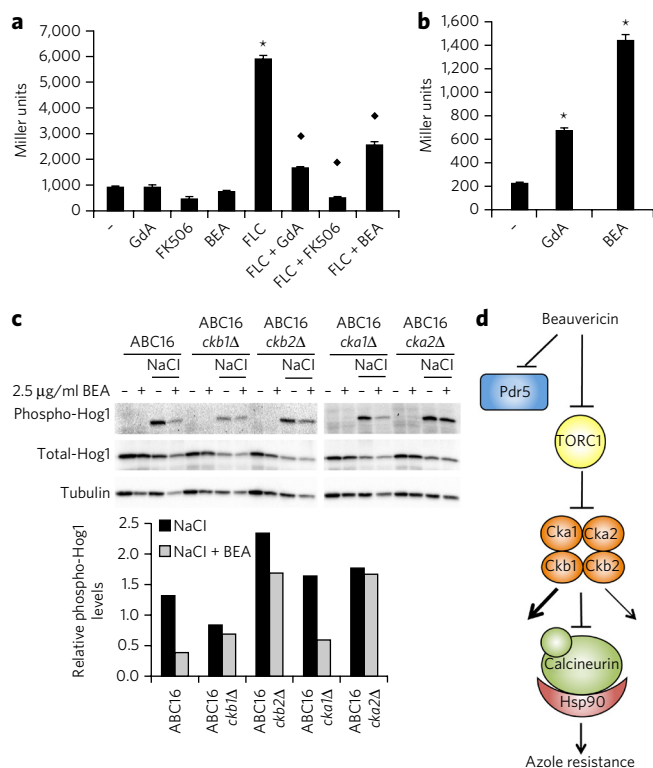 a
Miller units
7,000
6,000
5,000
4,000
3,000
2,000
1,000
0
*
◆
◆
◆
–
GdA
FK506
BEA
FLC
FLC + GdA
FLC + FK506
FLC + BEA
b
Miller units
1,600
1,400
1,200
1,000
800
600
400
200
0
*
*
–
GdA
BEA
c
ABC16
ABC16 ckb1Δ
ABC16 ckb2Δ
ABC16 cka1Δ
ABC16 cka2Δ
NaCl NaCl NaCl NaCl NaCl
2.5 μg/ml BEA – + – + – + – + – + – + – + – + – + – +
Phospho-Hog1
Total-Hog1
Tubulin
Relative phospho-Hog1 levels
2.5
2.0
1.5
1.0
0.5
0.0
NaCl
NaCl + BEA
ABC16
ABC16 ckb1Δ
ABC16 ckb2Δ
ABC16 cka1Δ
ABC16 cka2Δ
d
Beauvericin
Pdr5
TORC1
Cka1 Cka2
Ckb1 Ckb2
Calcineurin
Hsp90
Azole resistance